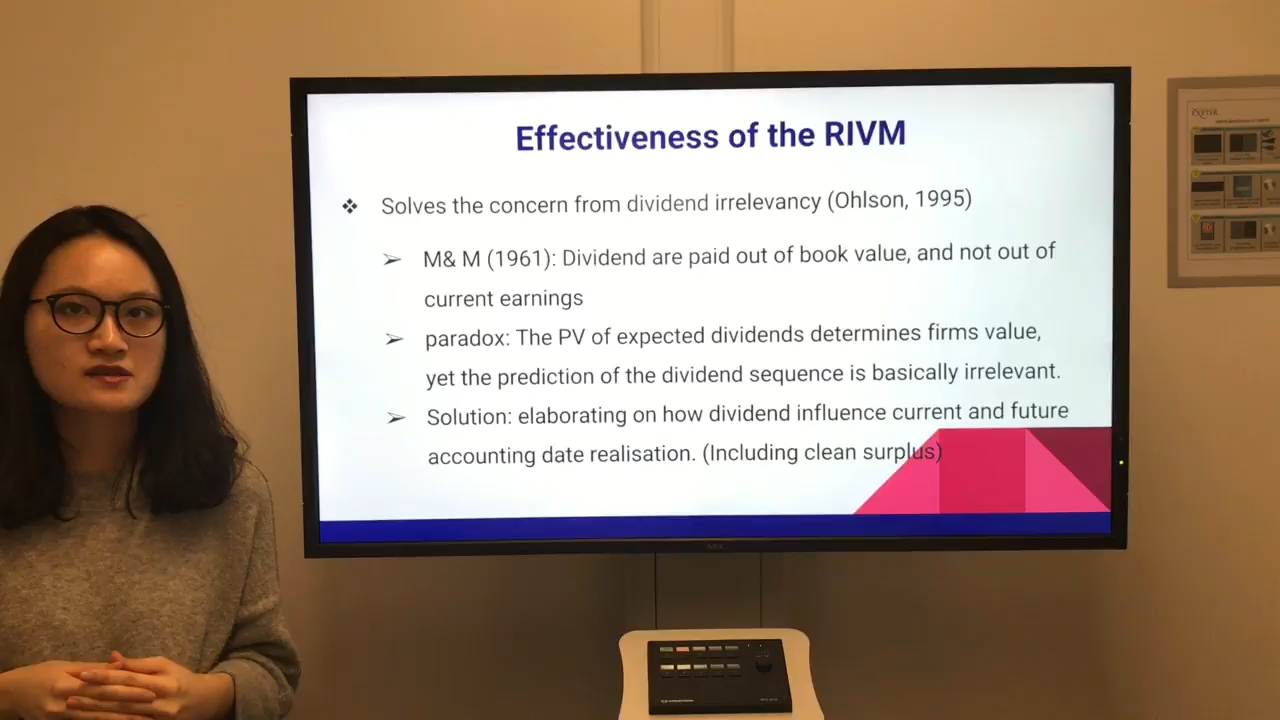 Effectiveness of the RIVM
❖ Solves the concern from dividend irrelevancy (Ohlson, 1995)
➢ M& M (1961): Dividend are paid out of book value, and not out of
current earnings
➢ paradox: The PV of expected dividends determines firms value,
yet the prediction of the dividend sequence is basically irrelevant.
➢ Solution: elaborating on how dividend influence current and future
accounting date realisation. (Including clean surplus)
NEC
EXETER